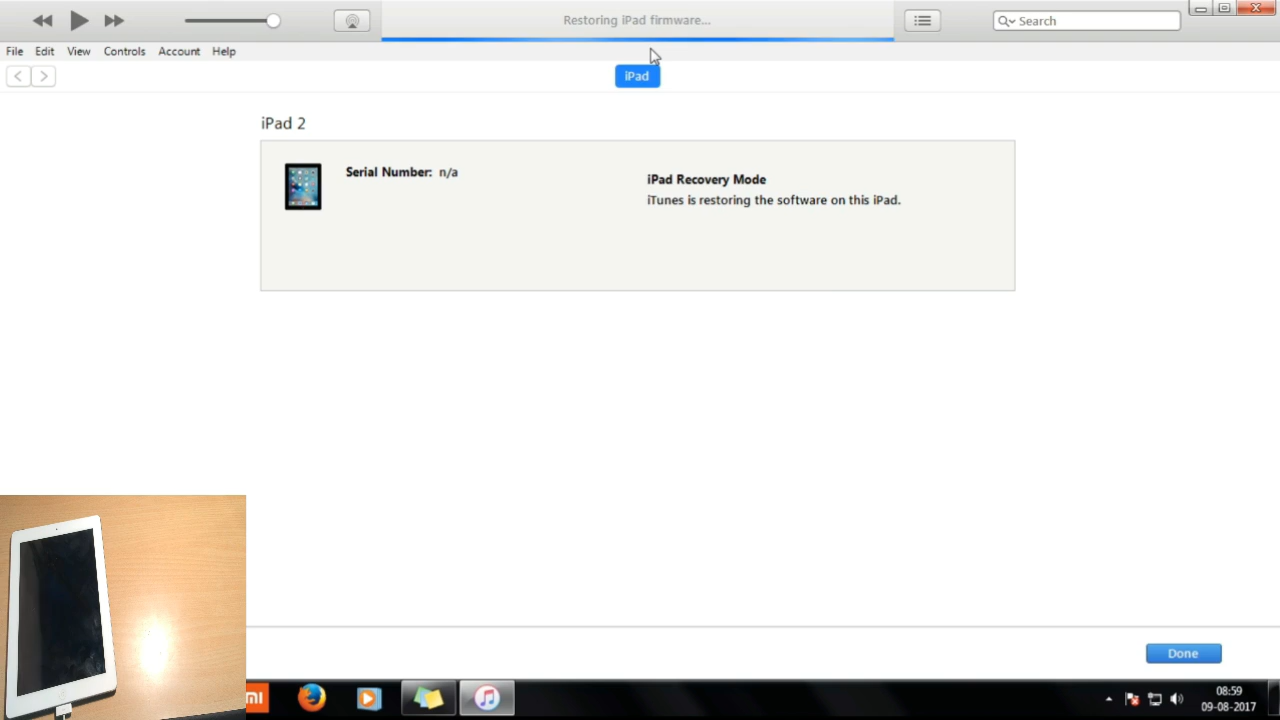 Restoring iPad firmware...
Search
File Edit View Controls Account Help
iPad
iPad 2
Serial Number: n/a
iPad Recovery Mode
iTunes is restoring the software on this iPad.
Done
MI
08:59
09-08-2017